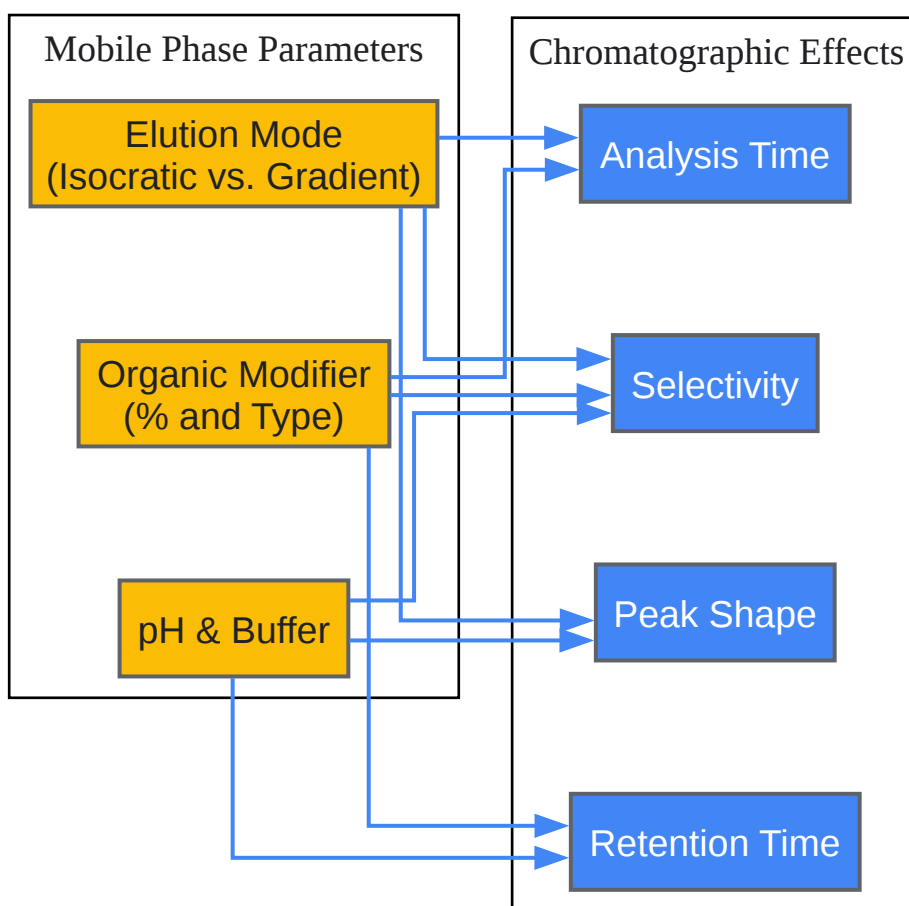 Mobile Phase Parameters
Elution Mode
(Isocratic vs. Gradient)
Organic Modifier
(% and Type)
pH & Buffer
Chromatographic Effects
Analysis Time
Selectivity
Peak Shape
Retention Time